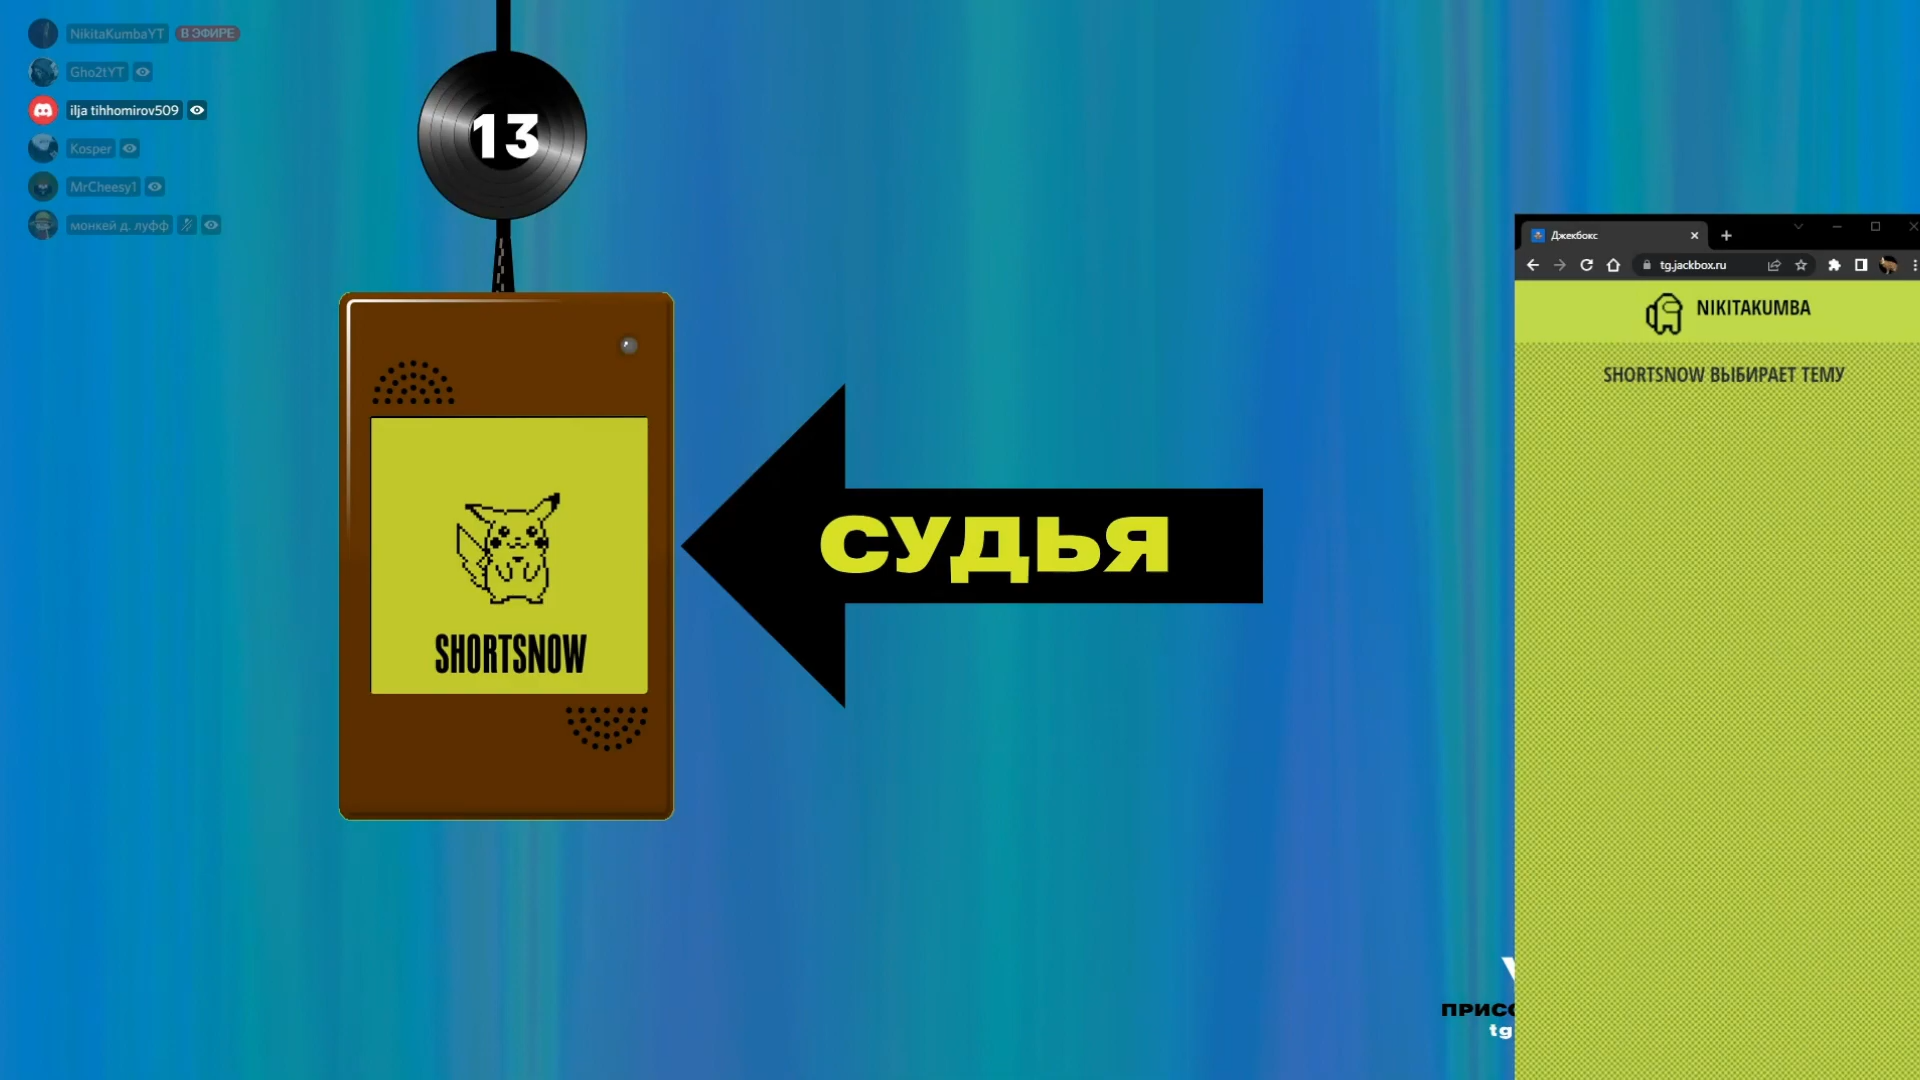 NikitaKumbaYT В ЭФИРЕ
Gho2tYT
ilja tihhomirov509
Kosper
MrCheesy1
монкей д. луфф
13
SHORTSNOW
СУДЬЯ
Джекбокс
tg.jackbox.ru
NIKITAKUMBA
SHORTSNOW ВЫБИРАЕТ ТЕМУ
tg